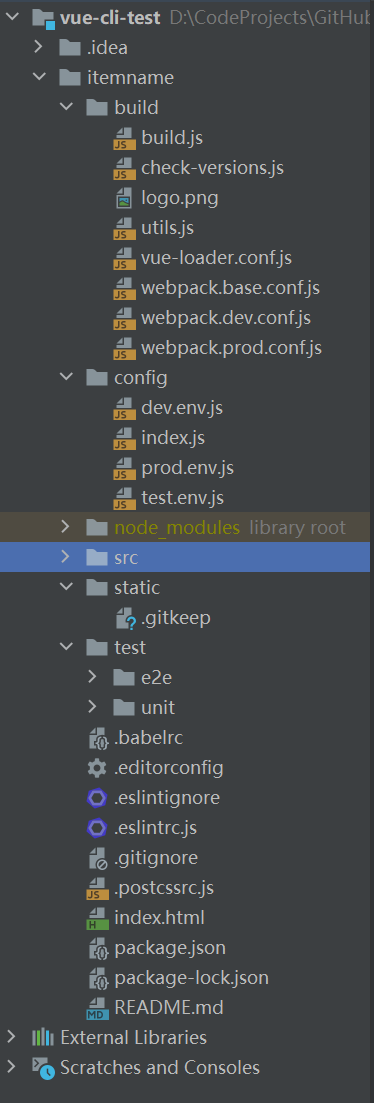 vue-cli-test D:\CodeProjects\GitHub
.idea
itemname
build
build.js
check-versions.js
logo.png
utils.js
vue-loader.conf.js
webpack.base.conf.js
webpack.dev.conf.js
webpack.prod.conf.js
config
dev.env.js
index.js
prod.env.js
test.env.js
node_modules library root
src
static
.gitkeep
test
e2e
unit
.babelrc
.editorconfig
.eslintignore
.eslintrc.js
.gitignore
.postcssrc.js
index.html
package.json
package-lock.json
README.md
External Libraries
Scratches and Consoles